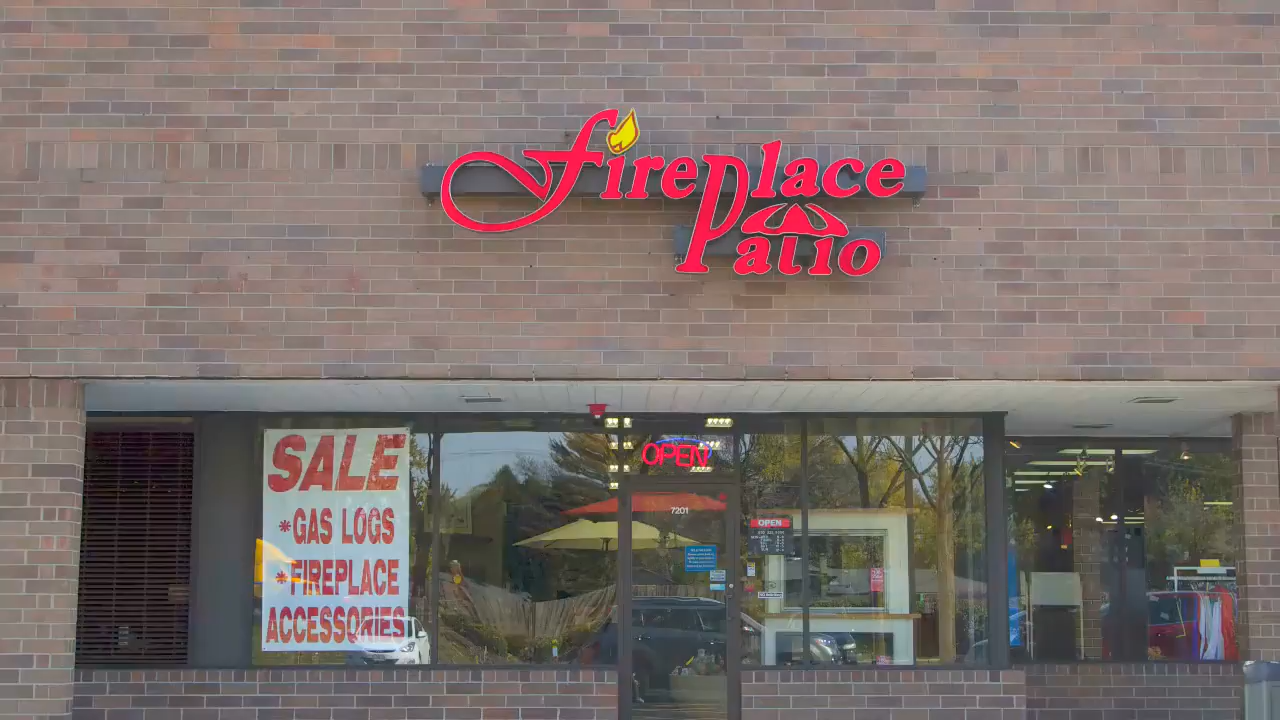 Fireplace
Patio
SALE
*GAS LOGS
*FIREPLACE
ACCESSORIES
OPEN
7201
OPEN